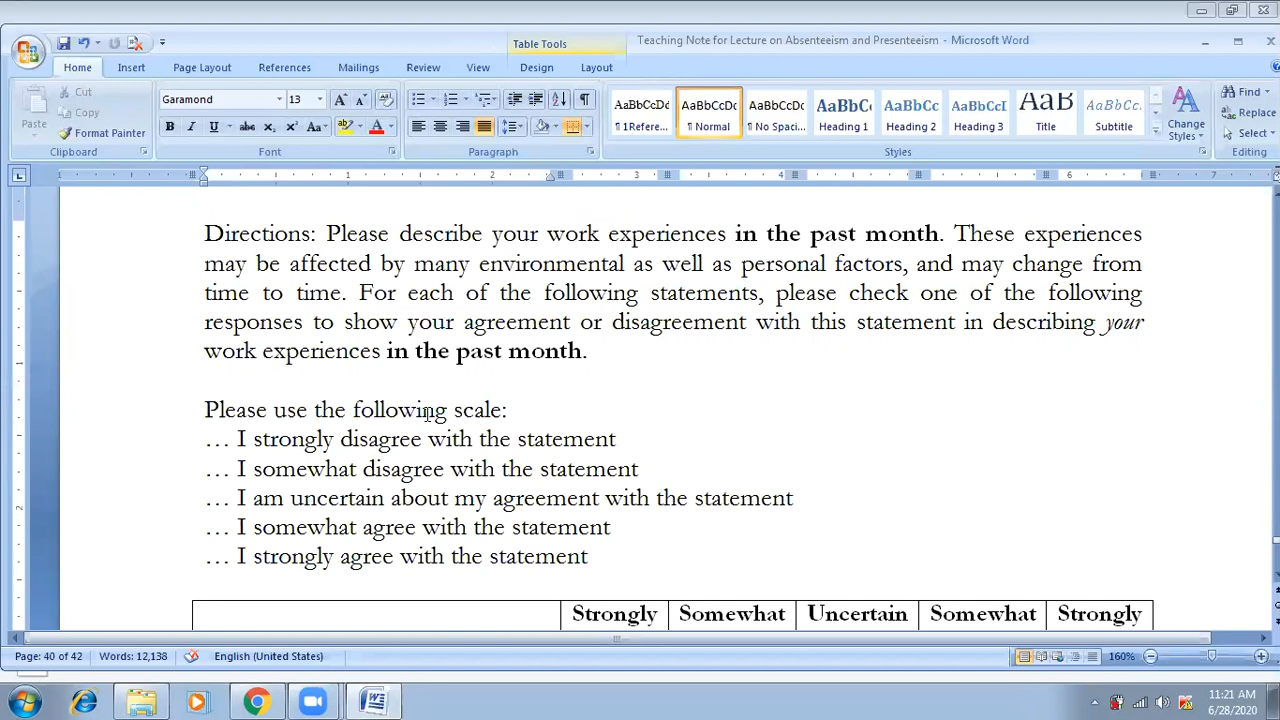 Table Tools
Teaching Note for Lecture on Absenteeism and Presenteeism - Microsoft Word
Home Insert Page Layout References Mailings Review View Design Layout
Paste
Cut
Copy
Format Painter
Clipboard
Garamond 13
Font
Paragraph
AaBbCcDd AaBbCcDc AaBbCcDc AaBbC AaBbCc AaBbCcI AaB AaBbCc.
¶ 1Refere... ¶ Normal ¶ No Spaci... Heading 1 Heading 2 Heading 3 Title Subtitle
Styles
Change Styles
Find
Replace
Select
Editing
Directions: Please describe your work experiences in the past month. These experiences
may be affected by many environmental as well as personal factors, and may change from
time to time. For each of the following statements, please check one of the following
responses to show your agreement or disagreement with this statement in describing your
work experiences in the past month.
Please use the following scale:
… I strongly disagree with the statement
… I somewhat disagree with the statement
… I am uncertain about my agreement with the statement
… I somewhat agree with the statement
… I strongly agree with the statement
Strongly Somewhat Uncertain Somewhat Strongly
Page: 40 of 42 Words: 12,138 English (United States) 160%
11:21 AM
6/28/2020